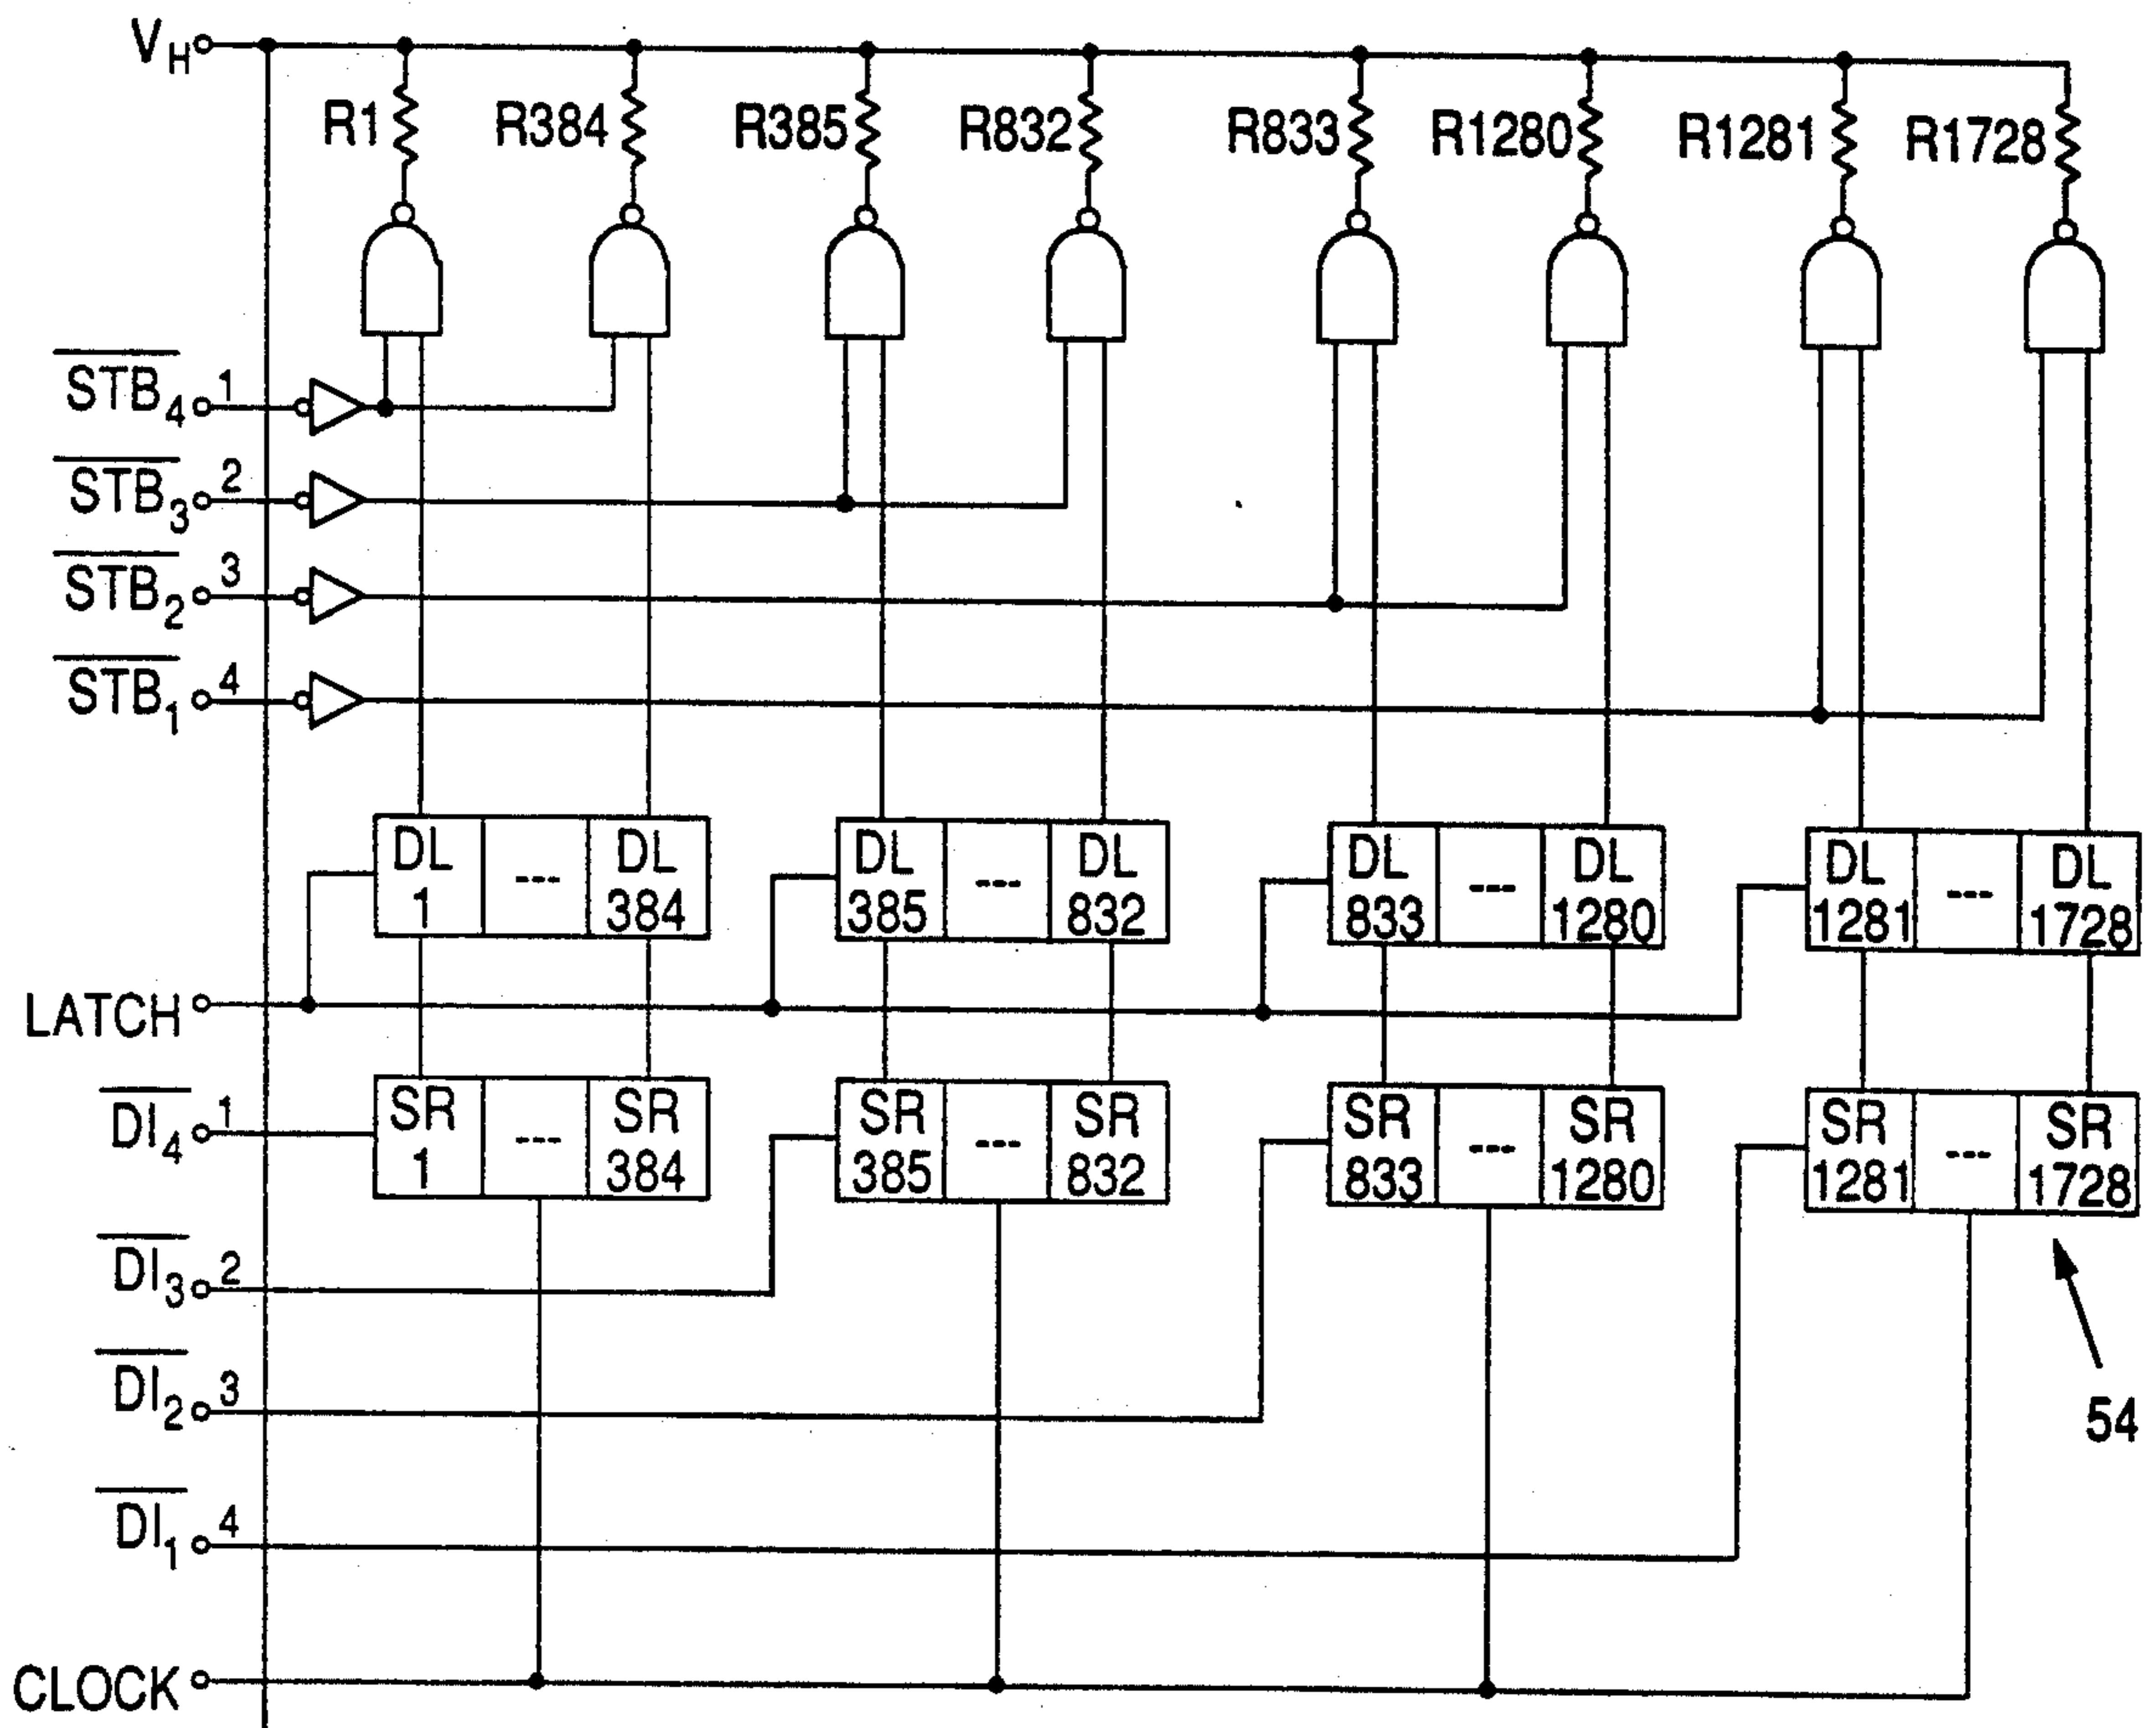 V_H
R1 R384 R385 R832 R833 R1280 R1281 R1728
STB4 1
STB3 2
STB2 3
STB1 4
DL 1 --- DL 384
DL 385 --- DL 832
DL 833 --- DL 1280
DL 1281 --- DL 1728
LATCH
DI4 1
SR 1 --- SR 384
SR 385 --- SR 832
SR 833 --- SR 1280
SR 1281 --- SR 1728
DI3 2
DI2 3
54
DI1 4
CLOCK